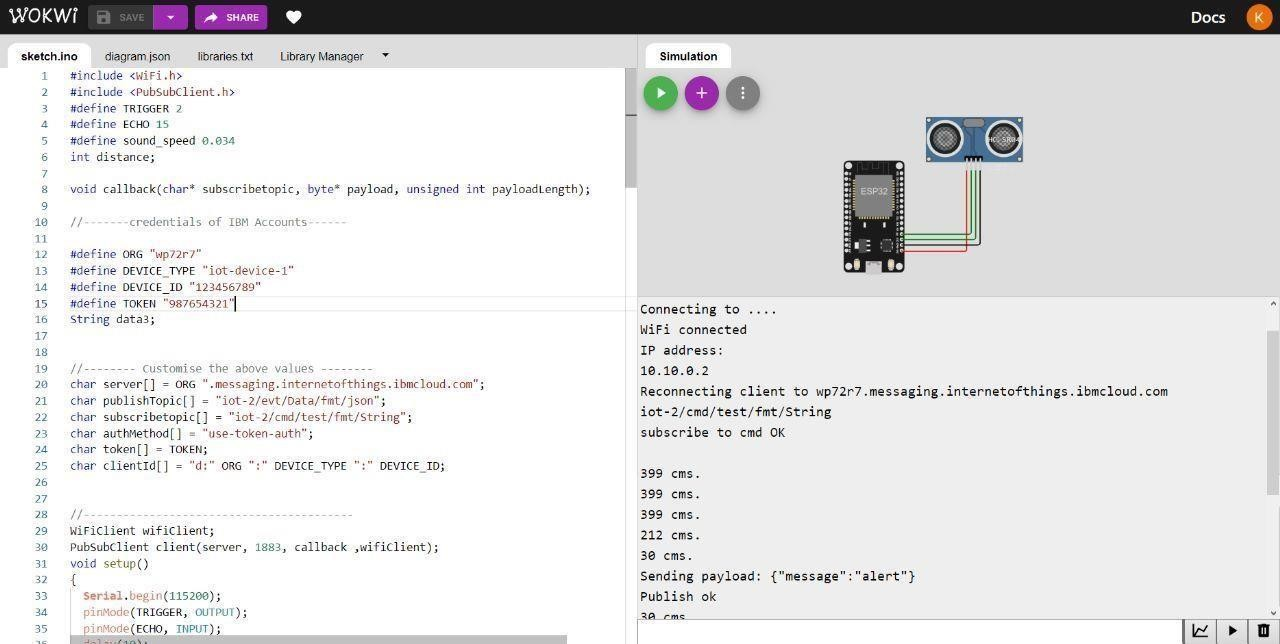 WOKWi SAVE SHARE Docs K
sketch.ino diagram.json libraries.txt Library Manager
1 #include <WiFi.h>
2 #include <PubSubClient.h>
3 #define TRIGGER 2
4 #define ECHO 15
5 #define sound_speed 0.034
6 int distance;
7
8 void callback(char* subscribetopic, byte* payload, unsigned int payloadLength);
9
10 //-------credentials of IBM Accounts------
11
12 #define ORG "wp72r7"
13 #define DEVICE_TYPE "iot-device-1"
14 #define DEVICE_ID "123456789"
15 #define TOKEN "987654321"
16 String data3;
17
18
19 //-------- Customise the above values --------
20 char server[] = ORG ".messaging.internetofthings.ibmcloud.com";
21 char publishTopic[] = "iot-2/evt/Data/fmt/json";
22 char subscribetopic[] = "iot-2/cmd/test/fmt/String";
23 char authMethod[] = "use-token-auth";
24 char token[] = TOKEN;
25 char clientId[] = "d:" ORG ":" DEVICE_TYPE ":" DEVICE_ID;
26
27
28 //-----------------------------------------
29 WiFiClient wifiClient;
30 PubSubClient client(server, 1883, callback ,wifiClient);
31 void setup()
32 {
33 Serial.begin(115200);
34 pinMode(TRIGGER, OUTPUT);
35 pinMode(ECHO, INPUT);
36 delay(10);
Simulation
HC-SR04
ESP32
Connecting to ....
WiFi connected
IP address:
10.10.0.2
Reconnecting client to wp72r7.messaging.internetofthings.ibmcloud.com
iot-2/cmd/test/fmt/String
subscribe to cmd OK
399 cms.
399 cms.
399 cms.
212 cms.
30 cms.
Sending payload: {"message":"alert"}
Publish ok
30 cms.